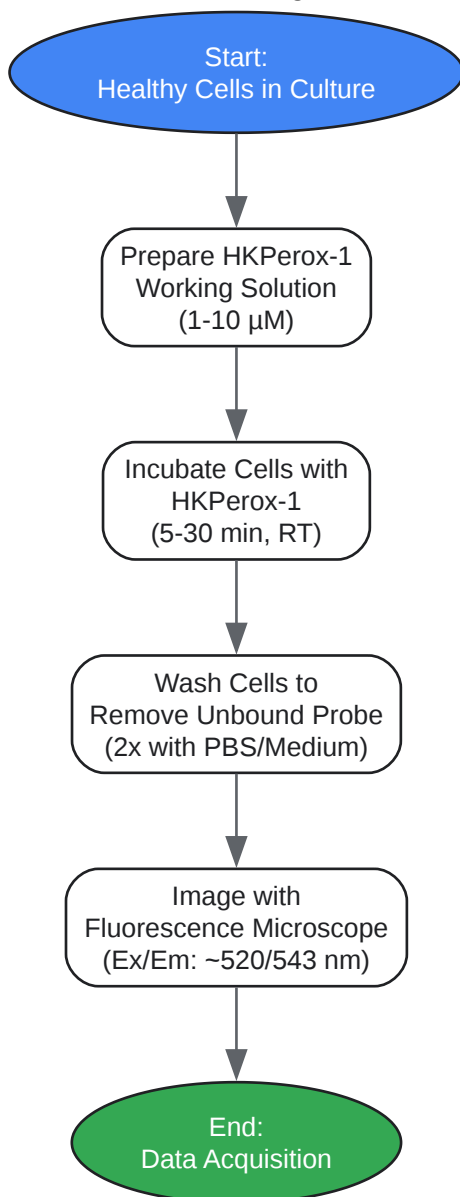 Start:
Healthy Cells in Culture
Prepare HKPerox-1
Working Solution
(1-10 µM)
Incubate Cells with
HKPerox-1
(5-30 min, RT)
Wash Cells to
Remove Unbound Probe
(2x with PBS/Medium)
Image with
Fluorescence Microscope
(Ex/Em: ~520/543 nm)
End:
Data Acquisition